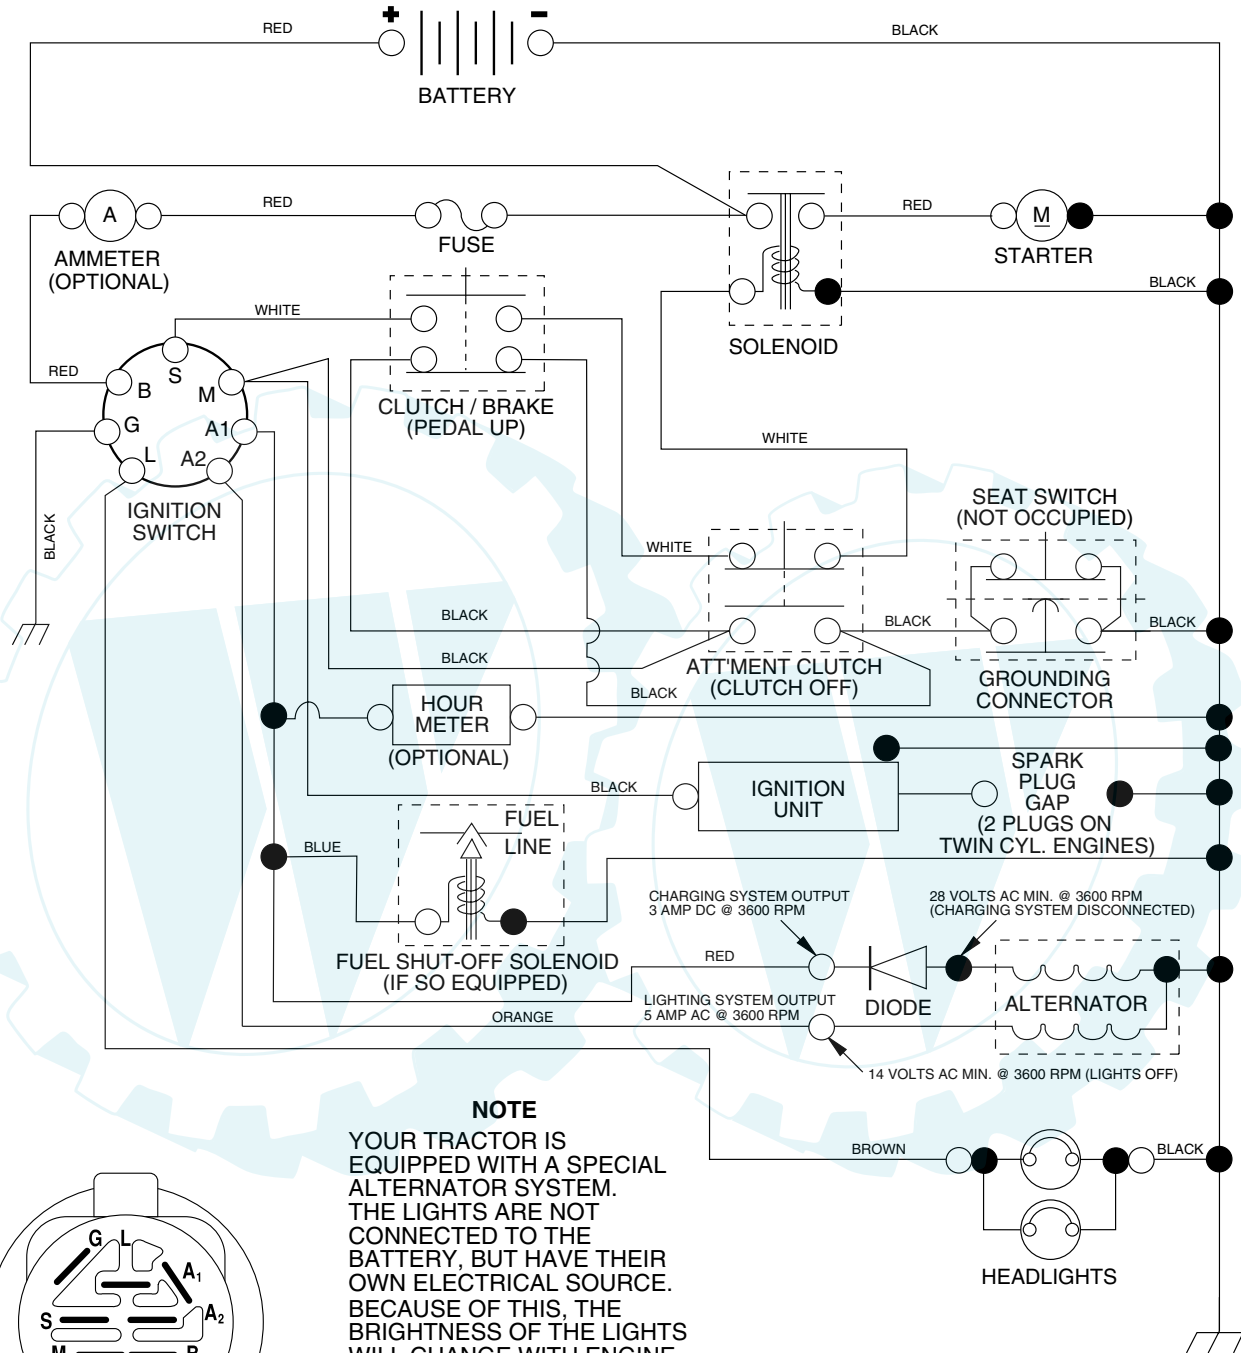 + −
RED
BLACK
BATTERY
A
RED
RED
M
AMMETER
(OPTIONAL)
FUSE
STARTER
BLACK
WHITE
SOLENOID
RED
S
B
M
CLUTCH / BRAKE
(PEDAL UP)
G
A1
L
A2
WHITE
IGNITION
SWITCH
SEAT SWITCH
(NOT OCCUPIED)
BLACK
WHITE
BLACK
BLACK
BLACK
BLACK
ATT'MENT CLUTCH
(CLUTCH OFF)
GROUNDING
CONNECTOR
BLACK
HOUR
METER
(OPTIONAL)
SPARK
PLUG
GAP
(2 PLUGS ON
TWIN CYL. ENGINES)
BLACK
IGNITION
UNIT
FUEL
LINE
BLUE
CHARGING SYSTEM OUTPUT
3 AMP DC @ 3600 RPM
28 VOLTS AC MIN. @ 3600 RPM
(CHARGING SYSTEM DISCONNECTED)
FUEL SHUT-OFF SOLENOID
(IF SO EQUIPPED)
RED
DIODE
ALTERNATOR
LIGHTING SYSTEM OUTPUT
5 AMP AC @ 3600 RPM
ORANGE
14 VOLTS AC MIN. @ 3600 RPM (LIGHTS OFF)
NOTE
YOUR TRACTOR IS
EQUIPPED WITH A SPECIAL
ALTERNATOR SYSTEM.
THE LIGHTS ARE NOT
CONNECTED TO THE
BATTERY, BUT HAVE THEIR
OWN ELECTRICAL SOURCE.
BECAUSE OF THIS, THE
BRIGHTNESS OF THE LIGHTS
WILL CHANGE WITH ENGINE
BROWN
BLACK
HEADLIGHTS
G L
A1
A2
S
M
B